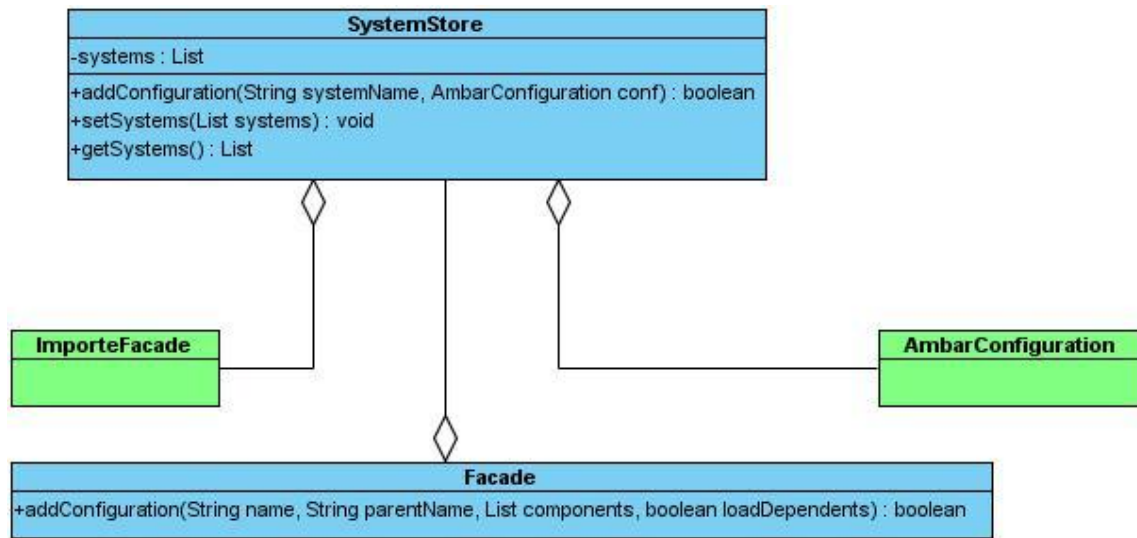 SystemStore
-systems : List
+addConfiguration(String systemName, AmbarConfiguration conf) : boolean
+setSystems(List systems) : void
+getSystems() : List
ImporteFacade
AmbarConfiguration
Facade
+addConfiguration(String name, String parentName, List components, boolean loadDependents) : boolean